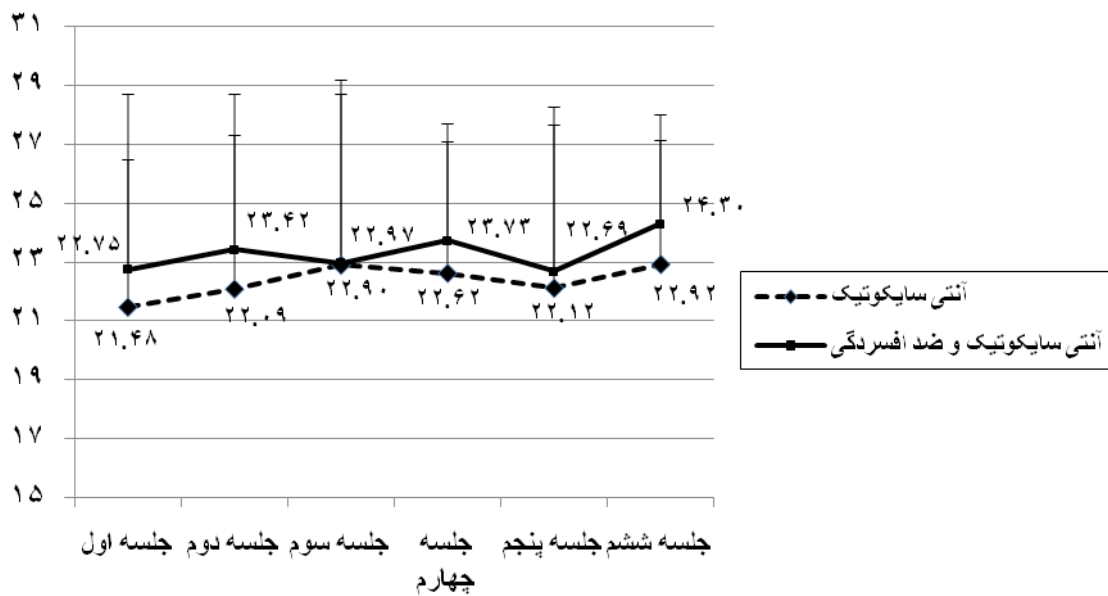 ۳۱
۲۹
۲۷
۲۵
۲۳
۲۱
۱۹
۱۷
۱۵
۲۲.۷۵
۲۳.۴۲
۲۲.۹۷
۲۳.۷۳
۲۲.۶۹
۲۴.۳۰
۲۱.۴۸
۲۲.۰۹
۲۲.۹۰
۲۲.۶۲
۲۲.۱۲
۲۲.۹۲
جلسه اول
جلسه دوم
جلسه سوم
جلسه
چهارم
جلسه پنجم
جلسه ششم
آنتی سایکوتیک
آنتی سایکوتیک و ضد افسردگی